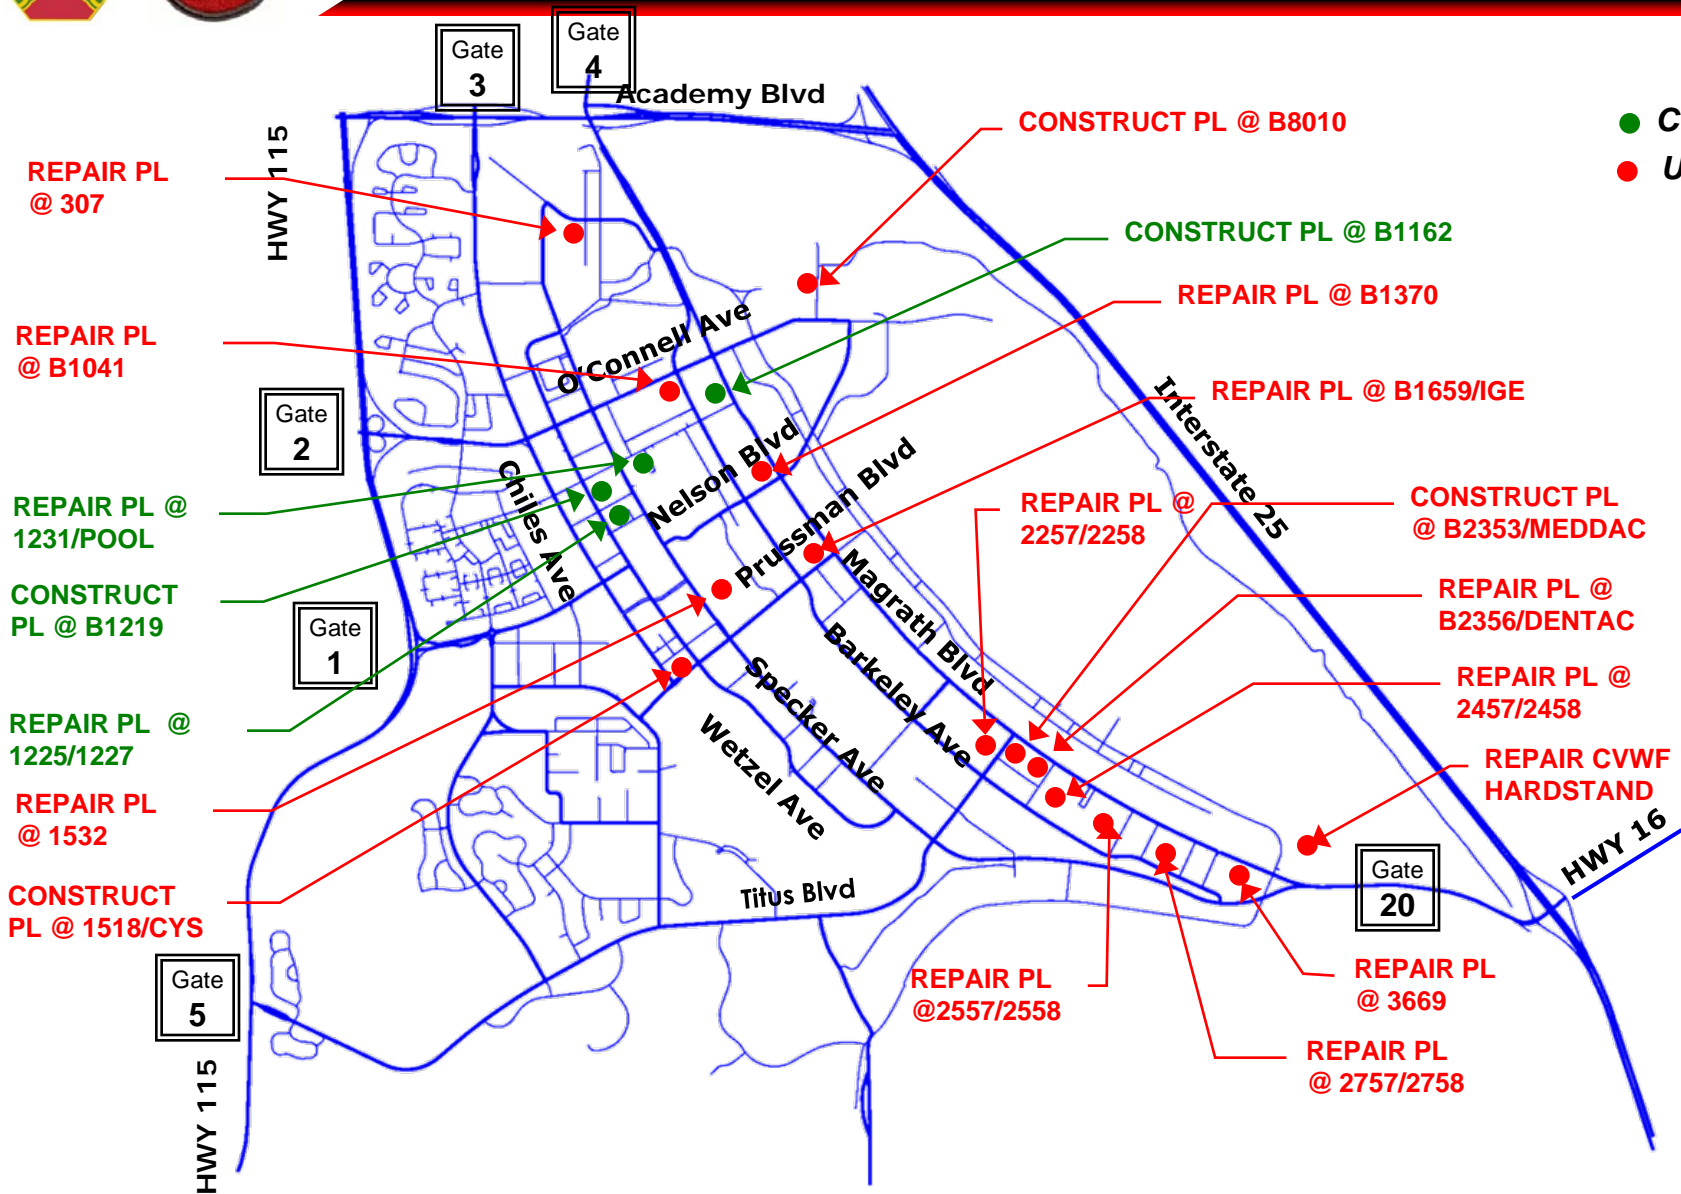 Gate
3
Gate
4
Academy Blvd
HWY 115
CONSTRUCT PL @ B8010
C
U
REPAIR PL
@ 307
CONSTRUCT PL @ B1162
REPAIR PL @ B1370
O'Connell Ave
REPAIR PL
@ B1041
REPAIR PL @ B1659/IGE
Interstate 25
Gate
2
Nelson Blvd
Prussman Blvd
Chiles Ave
REPAIR PL @
1231/POOL
REPAIR PL @
2257/2258
CONSTRUCT PL
@ B2353/MEDDAC
CONSTRUCT
PL @ B1219
Magrath Blvd
REPAIR PL @
B2356/DENTAC
Gate
1
Barkeley Ave
Specker Ave
REPAIR PL @
2457/2458
REPAIR PL @
1225/1227
Wetzel Ave
REPAIR CVWF
HARDSTAND
REPAIR PL
@ 1532
HWY 16
CONSTRUCT
PL @ 1518/CYS
Titus Blvd
Gate
20
Gate
5
REPAIR PL
@2557/2558
REPAIR PL
@ 3669
REPAIR PL
@ 2757/2758
HWY 115